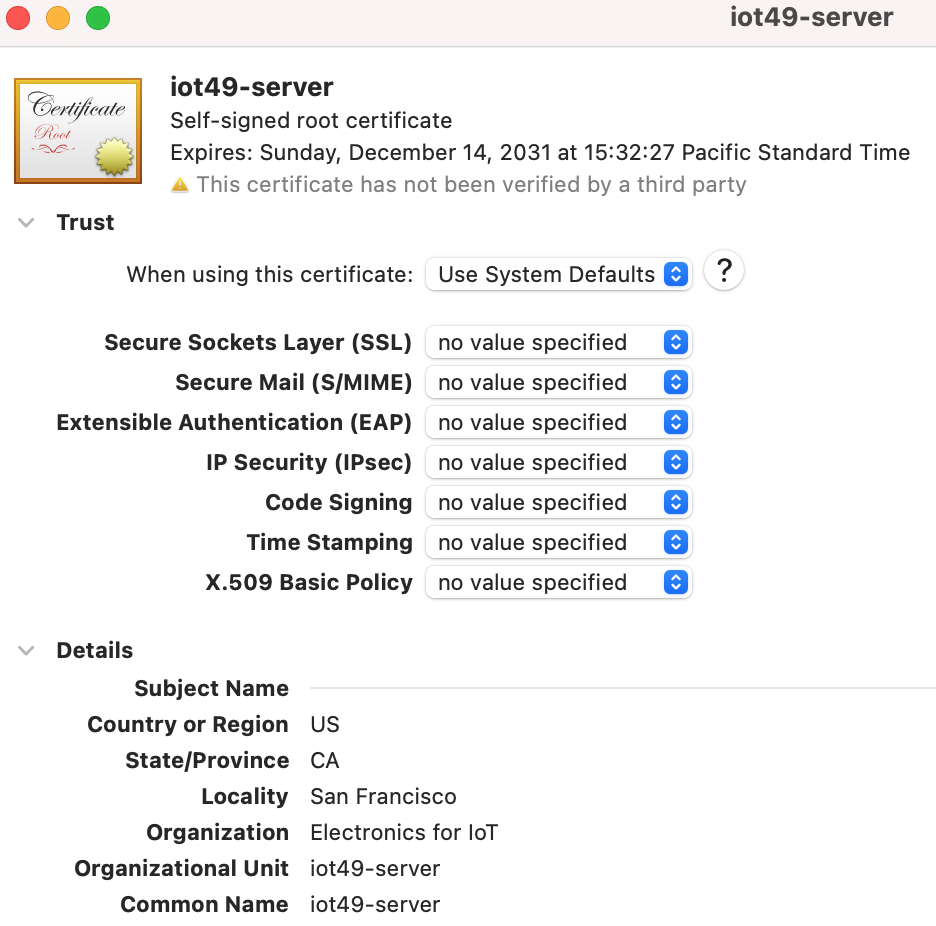 iot49-server
Certificate
Root
iot49-server
Self-signed root certificate
Expires: Sunday, December 14, 2031 at 15:32:27 Pacific Standard Time
This certificate has not been verified by a third party
Trust
When using this certificate: Use System Defaults ?
Secure Sockets Layer (SSL) no value specified
Secure Mail (S/MIME) no value specified
Extensible Authentication (EAP) no value specified
IP Security (IPsec) no value specified
Code Signing no value specified
Time Stamping no value specified
X.509 Basic Policy no value specified
Details
Subject Name
Country or Region US
State/Province CA
Locality San Francisco
Organization Electronics for IoT
Organizational Unit iot49-server
Common Name iot49-server